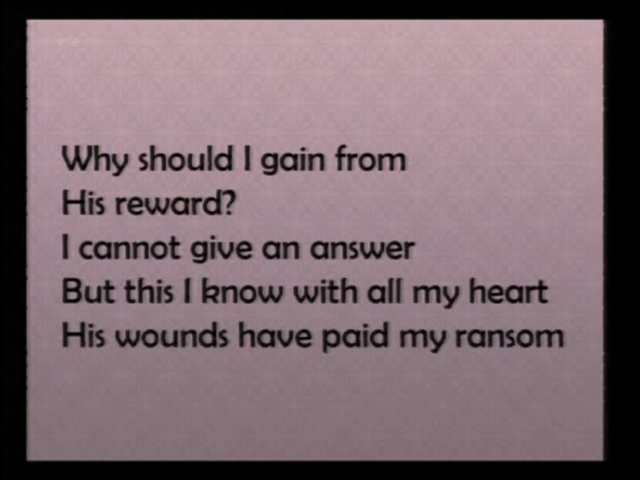 Why should I gain from
His reward?
I cannot give an answer
But this I know with all my heart
His wounds have paid my ransom